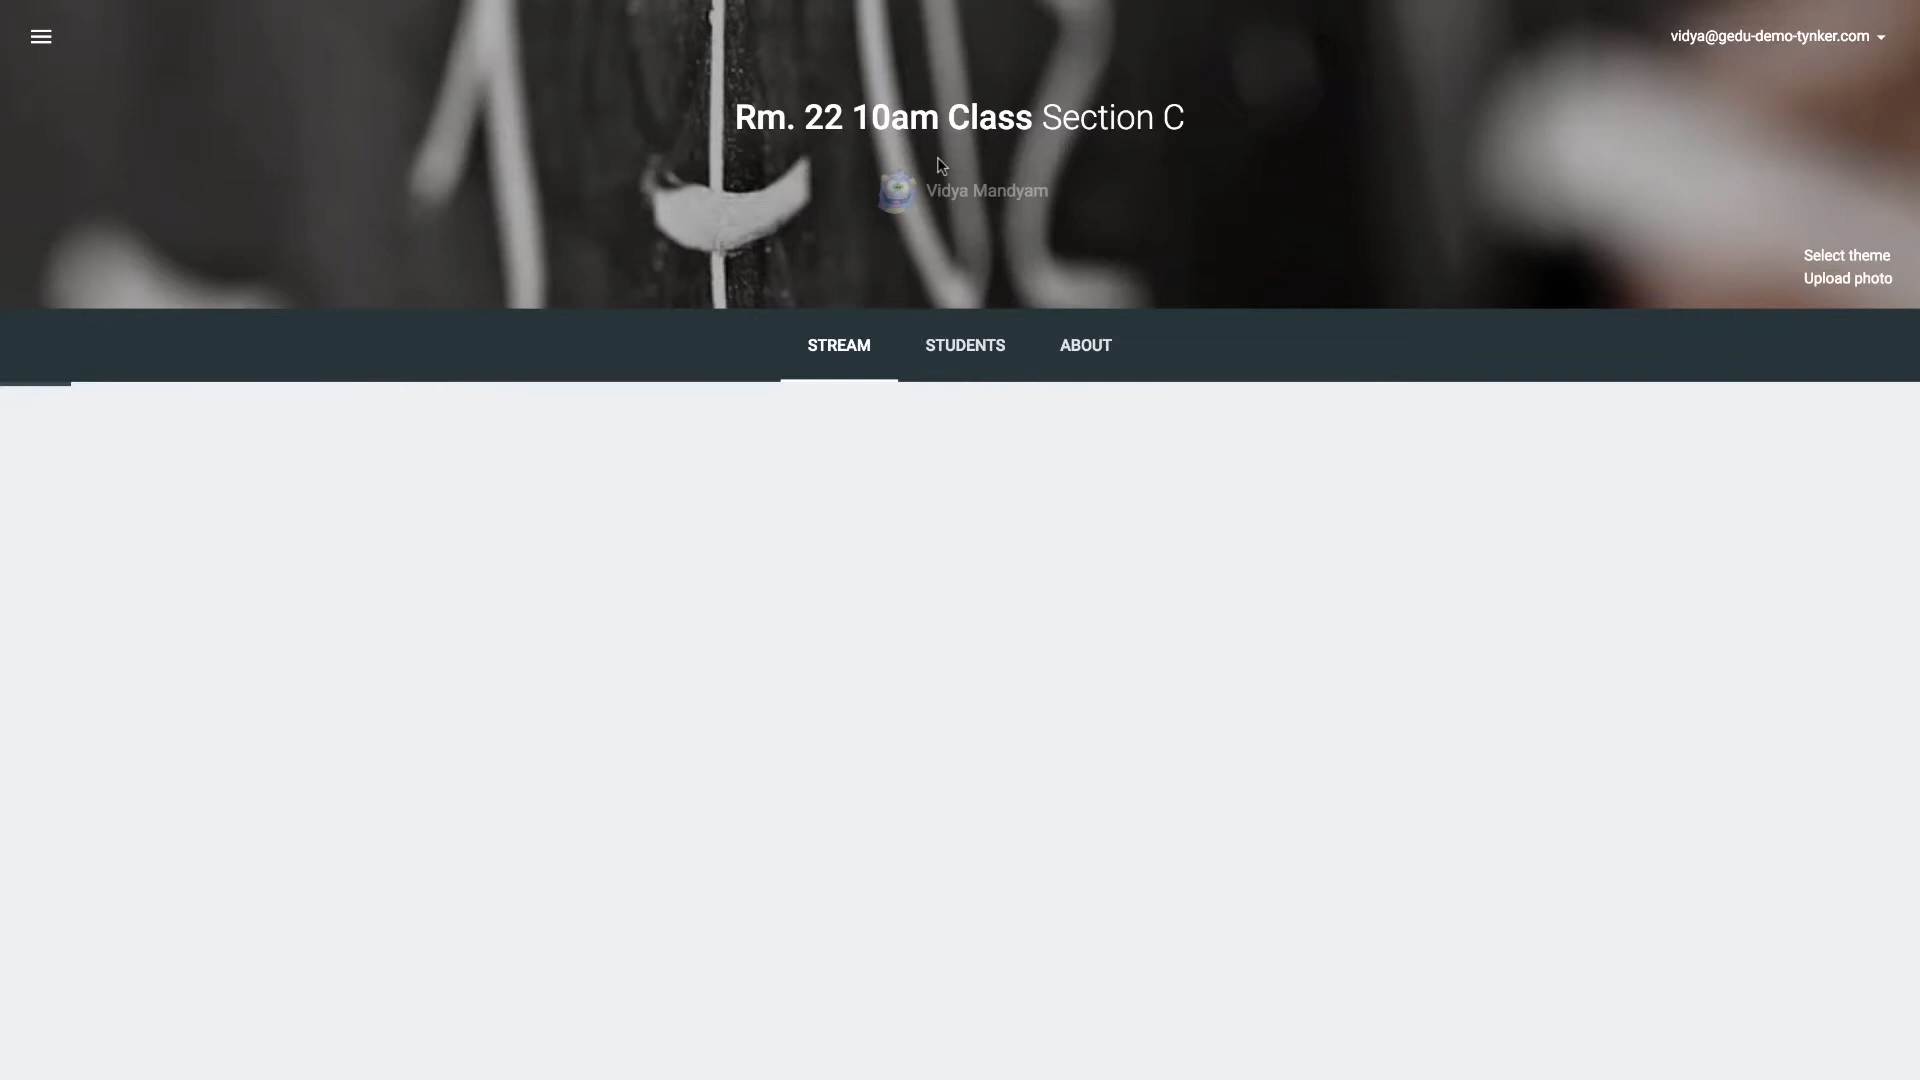 vidya@gedu-demo-tynker.com
Rm. 22 10am Class Section C
Vidya Mandyam
Select theme
Upload photo
STREAM STUDENTS ABOUT